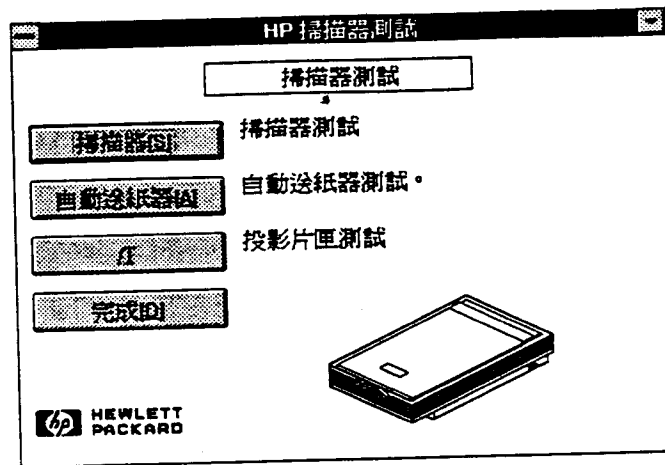 HP 掃描器測試
掃描器測試
掃描器[S]
掃描器測試
自動送紙器[A]
自動送紙器測試。
投影片匣測試
完成[D]
hp HEWLETT
PACKARD